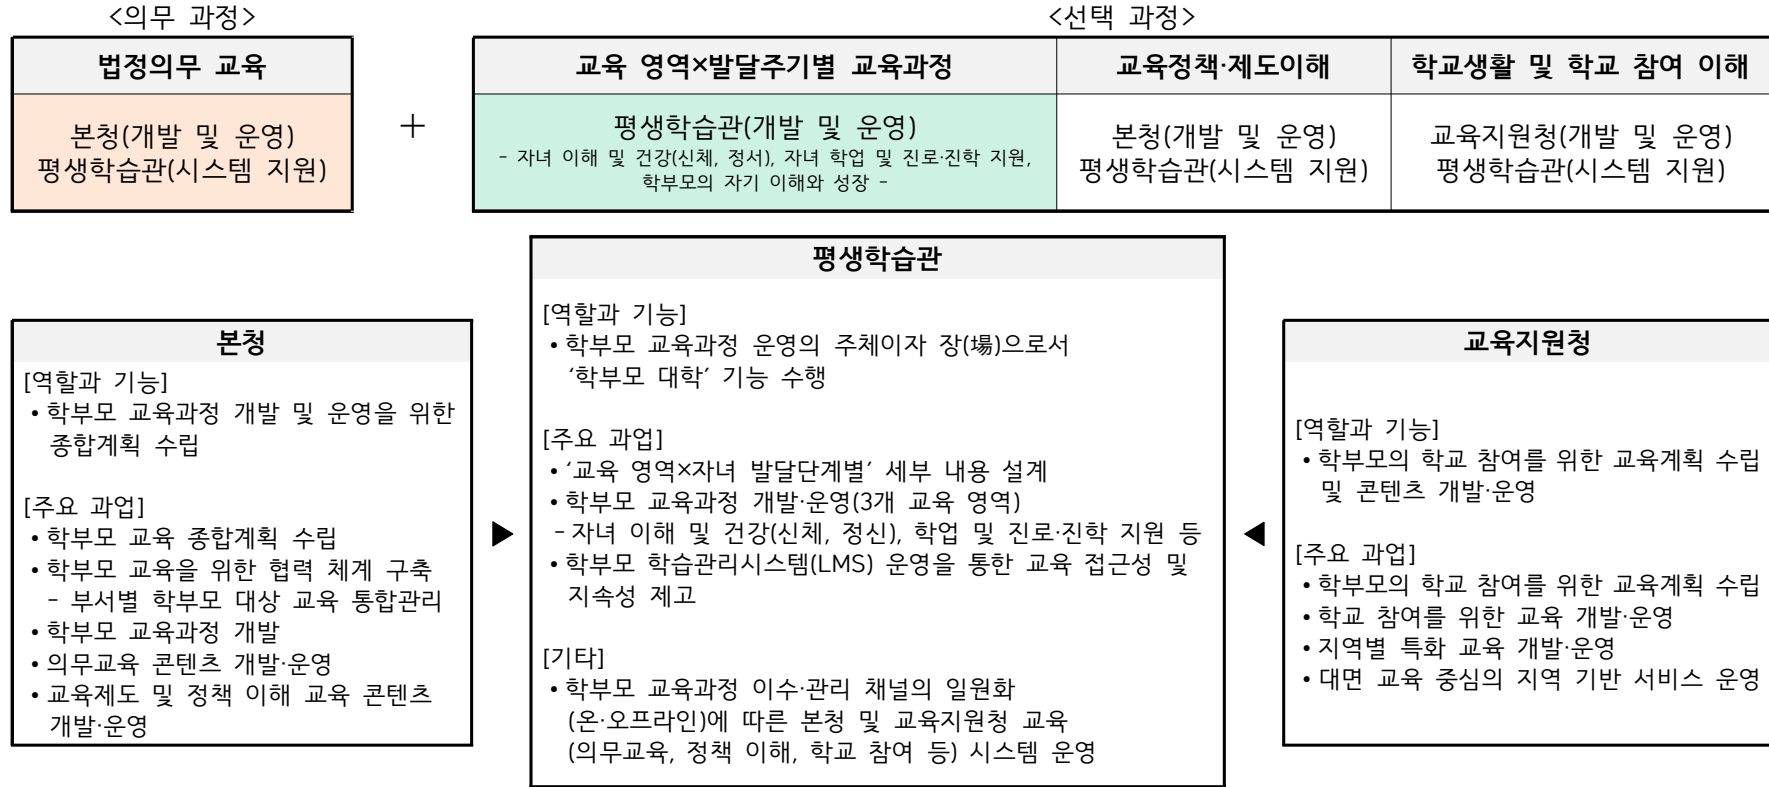 <의무 과정>
<선택 과정>
법정의무 교육
본청(개발 및 운영)
평생학습관(시스템 지원)
+
교육 영역×발달주기별 교육과정
평생학습관(개발 및 운영)
- 자녀 이해 및 건강(신체, 정서), 자녀 학업 및 진로·진학 지원,
학부모의 자기 이해와 성장 -
교육정책·제도이해
본청(개발 및 운영)
평생학습관(시스템 지원)
학교생활 및 학교 참여 이해
교육지원청(개발 및 운영)
평생학습관(시스템 지원)
본청
[역할과 기능]
• 학부모 교육과정 개발 및 운영을 위한
종합계획 수립
[주요 과업]
• 학부모 교육 종합계획 수립
• 학부모 교육을 위한 협력 체계 구축
- 부서별 학부모 대상 교육 통합관리
• 학부모 교육과정 개발
• 의무교육 콘텐츠 개발·운영
• 교육제도 및 정책 이해 교육 콘텐츠
개발·운영
▶
평생학습관
[역할과 기능]
• 학부모 교육과정 운영의 주체이자 장(場)으로서
‘학부모 대학’ 기능 수행
[주요 과업]
• ‘교육 영역×자녀 발달단계별’ 세부 내용 설계
• 학부모 교육과정 개발·운영(3개 교육 영역)
- 자녀 이해 및 건강(신체, 정신), 학업 및 진로·진학 지원 등
• 학부모 학습관리시스템(LMS) 운영을 통한 교육 접근성 및
지속성 제고
[기타]
• 학부모 교육과정 이수·관리 채널의 일원화
(온·오프라인)에 따른 본청 및 교육지원청 교육
(의무교육, 정책 이해, 학교 참여 등) 시스템 운영
◀
교육지원청
[역할과 기능]
• 학부모의 학교 참여를 위한 교육계획 수립
및 콘텐츠 개발·운영
[주요 과업]
• 학부모의 학교 참여를 위한 교육계획 수립
• 학교 참여를 위한 교육 개발·운영
• 지역별 특화 교육 개발·운영
• 대면 교육 중심의 지역 기반 서비스 운영